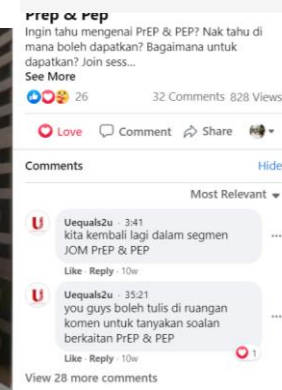 Prep & Pep
Ingin tahu mengenai PrEP & PEP? Nak tahu di
mana boleh dapatkan? Bagaimana untuk
dapatkan? Join sess...
See More
26 32 Comments 828 Views
Love Comment Share
Comments Hide
Most Relevant
Uequals2u · 3:41
kita kembali lagi dalam segmen
JOM PrEP & PEP
Like · Reply · 10w
Uequals2u · 35:21
you guys boleh tulis di ruangan
komen untuk tanyakan soalan
berkaitan PrEP & PEP
1
Like · Reply · 10w
View 28 more comments